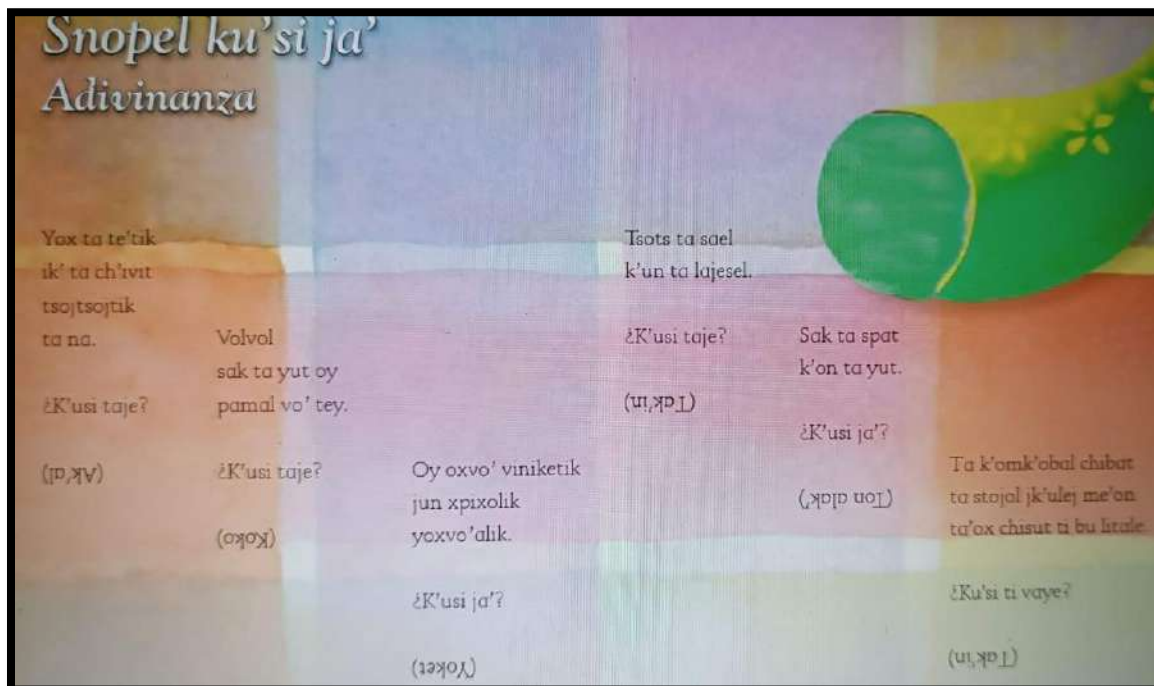 Snopel ku'si ja'
Adivinanza
Yox ta te'tik
ik' ta ch'ivit
tsojtsojtik
ta na.
¿K'usi taje?
(Ak'al)
Volvol
sak ta yut oy
pamal vo' tey.
¿K'usi taje?
(Koko)
Oy oxvo' viniketik
jun xpixolik
yoxvo'alik.
¿K'usi ja'?
(Yoket)
Tsots ta sael
k'un ta lajesel.
¿K'usi taje?
(Tak'in)
Sak ta spat
k'on ta yut.
¿K'usi ja'?
(Ton alak')
Ta k'omk'obal chibat
ta stojol jk'ulej me'on
ta'ox chisut ti bu litale.
¿Ku'si ti vaye?
(Tak'in)